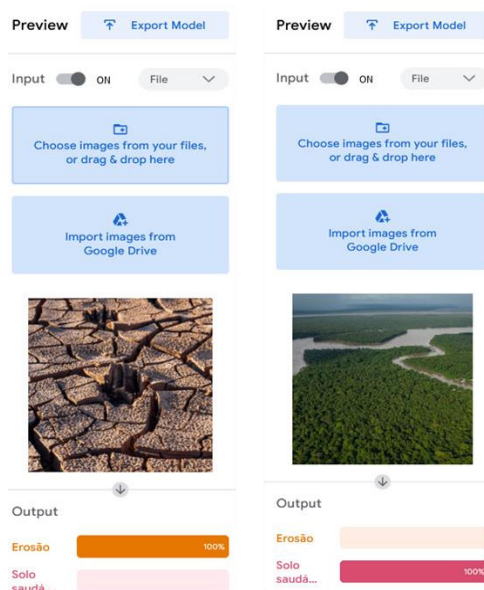 Preview
Export Model
Input
ON
File
Choose images from your files,
or drag & drop here
Import images from
Google Drive
Output
Erosão
100%
Solo
saudá...
Preview
Export Model
Input
ON
File
Choose images from your files,
or drag & drop here
Import images from
Google Drive
Output
Erosão
Solo
saudá...
100%